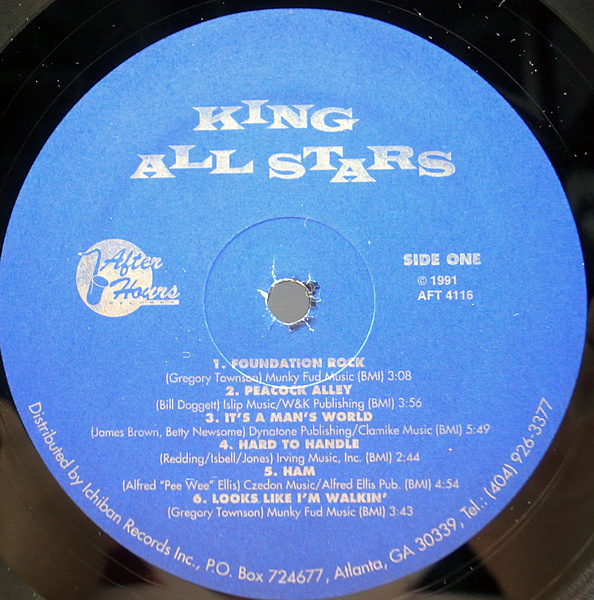 KING
ALL STARS
After
Hours
RECORDS
SIDE ONE
© 1991
AFT 4116
1. FOUNDATION ROCK
(Gregory Townson) Munky Fud Music (BMI) 3:08
2. PEACOCK ALLEY
(Bill Doggett) Islip Music/W&K Publishing (BMI) 3:56
3. IT'S A MAN'S WORLD
(James Brown, Betty Newsome) Dynatone Publishing/Clamike Music (BMI) 5:49
4. HARD TO HANDLE
(Redding/Isbell/Jones) Irving Music, Inc. (BMI) 2:44
5. HAM
(Alfred "Pee Wee" Ellis) Czedon Music/Alfred Ellis Pub. (BMI) 4:54
6. LOOKS LIKE I'M WALKIN'
(Gregory Townson) Munky Fud Music (BMI) 3:43
Distributed by Ichiban Records Inc., P.O. Box 724677, Atlanta, GA 30339, Tel.: (404) 926-3377